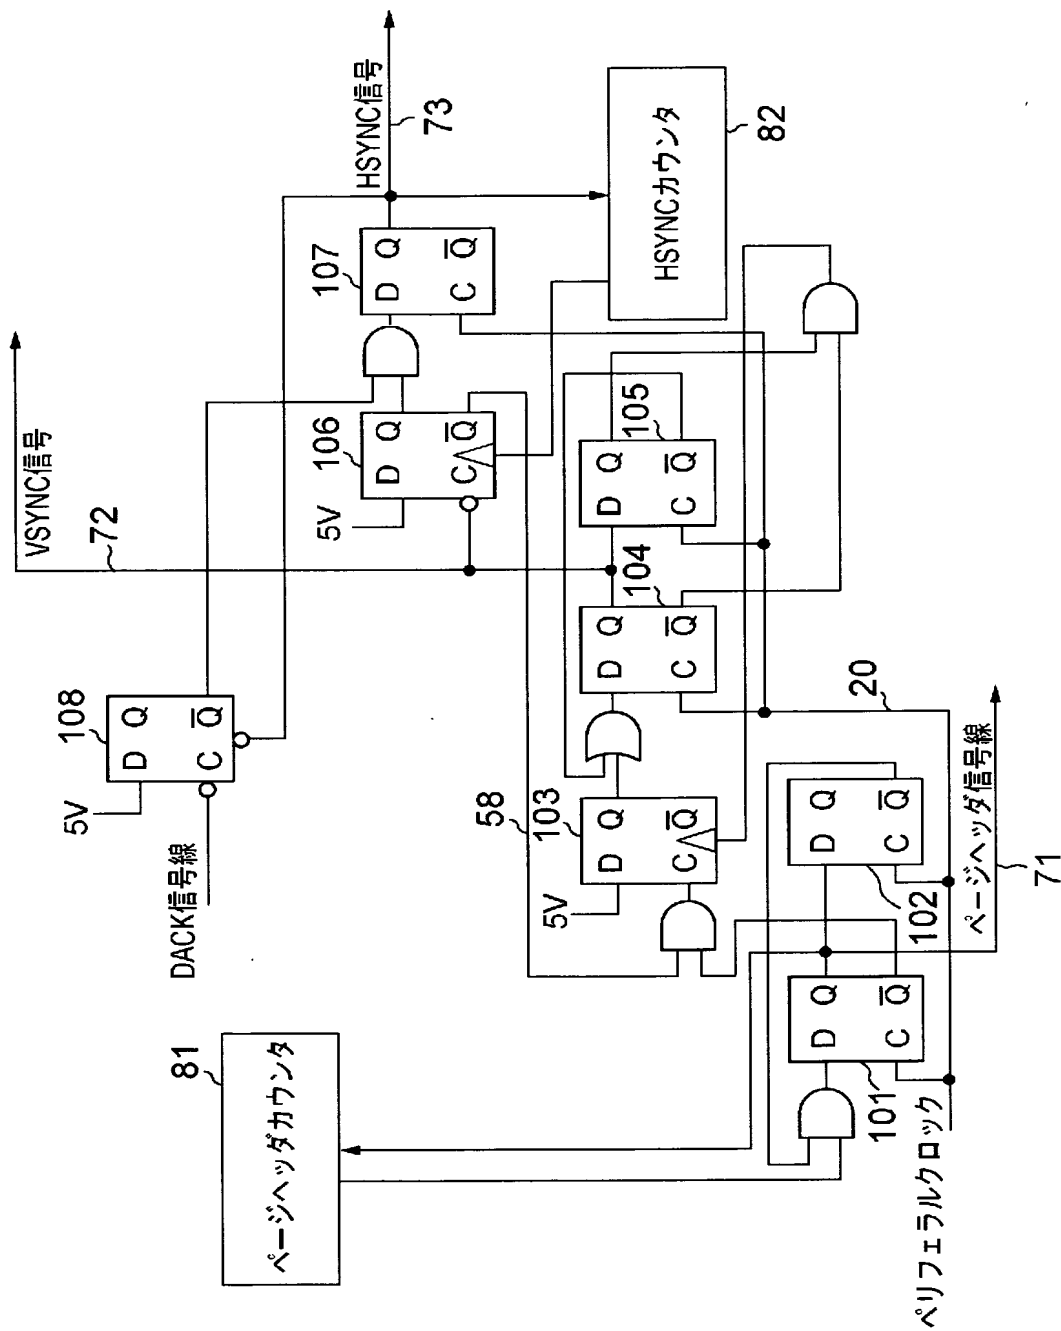 ページヘッダカウンタ
81
DACK信号線
5V
108
D Q
C Q̅
VSYNC信号
72
5V
106
D Q
C Q̅
107
D Q
C Q̅
HSYNC信号
73
58
5V
103
D Q
C Q̅
104
D Q
C Q̅
105
D Q
C Q̅
HSYNCカウンタ
82
ペリフェラルクロック
101
D Q
C Q̅
102
D Q
C Q̅
20
ページヘッダ信号線
71